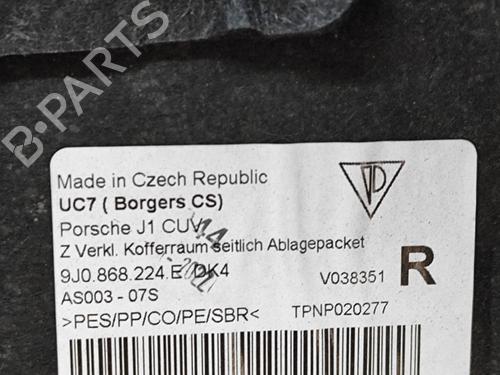 B-PARTS
Made in Czech Republic
UC7 ( Borgers CS)
Porsche J1 CUV
Z Verkl. Kofferraum seitlich Ablagepacket
9J0.868.224.E DK4
V038351 R
AS003 - 07S
>PES/PP/CO/PE/SBR<
TPNP020277